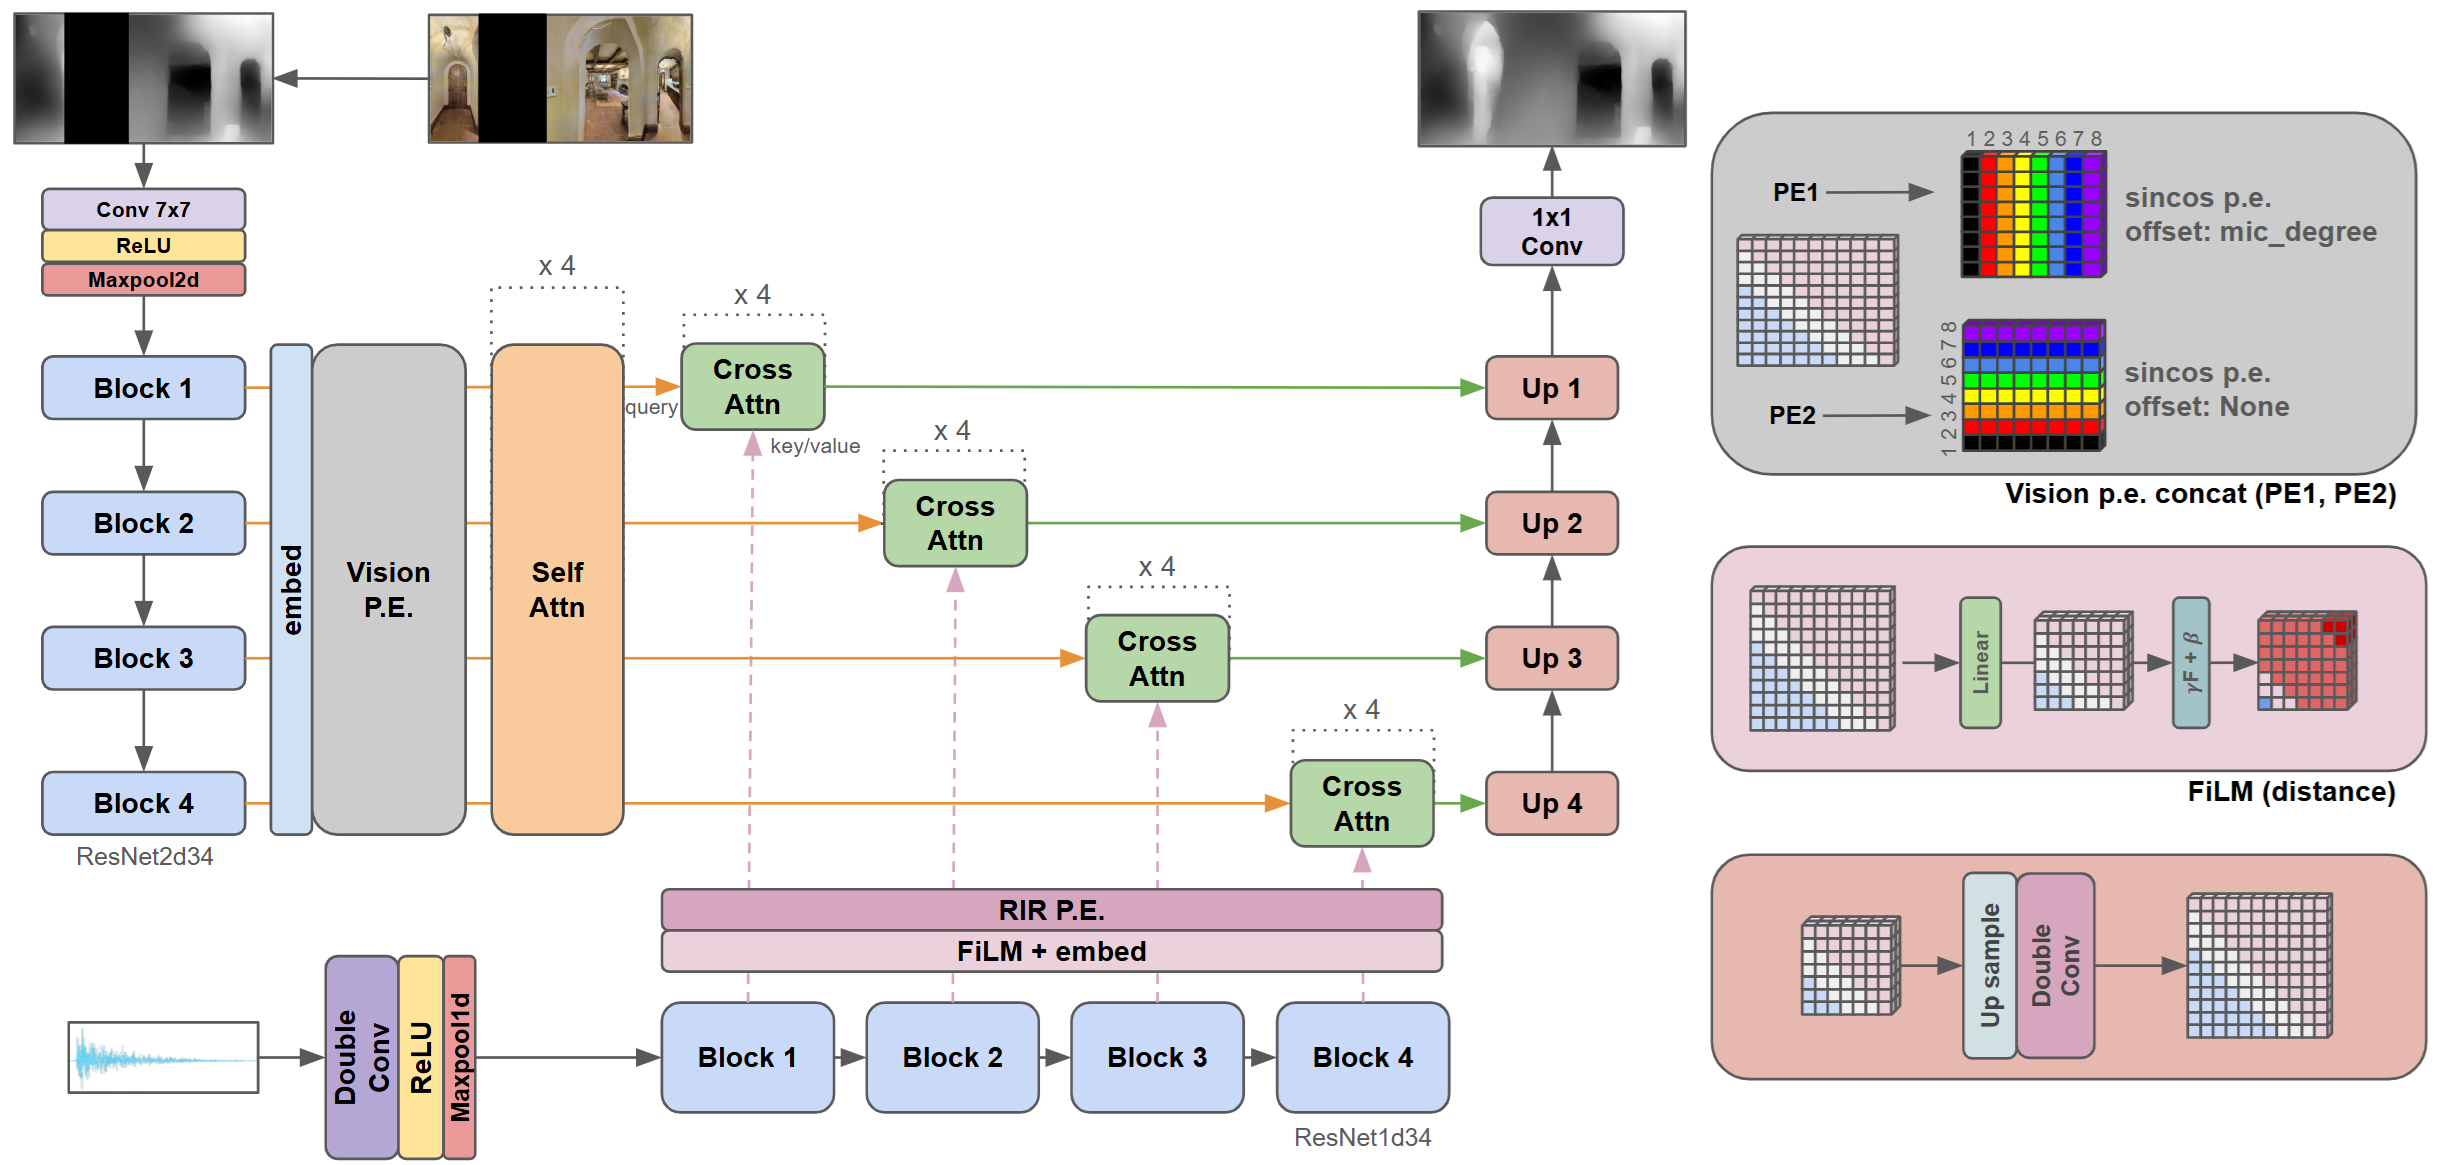 Conv 7x7
ReLU
Maxpool2d
Block 1
Block 2
Block 3
Block 4
ResNet2d34
embed
Vision
P.E.
x 4
Self
Attn
query
x 4
Cross
Attn
key/value
x 4
Cross
Attn
x 4
Cross
Attn
x 4
Cross
Attn
1x1
Conv
Up 1
Up 2
Up 3
Up 4
RIR P.E.
FiLM + embed
Double
Conv
ReLU
Maxpool1d
Block 1
Block 2
Block 3
Block 4
ResNet1d34
PE1
1 2 3 4 5 6 7 8
sincos p.e.
offset: mic_degree
PE2
1 2 3 4 5 6 7 8
sincos p.e.
offset: None
Vision p.e. concat (PE1, PE2)
Linear
γF + β
FiLM (distance)
Up sample
Double
Conv